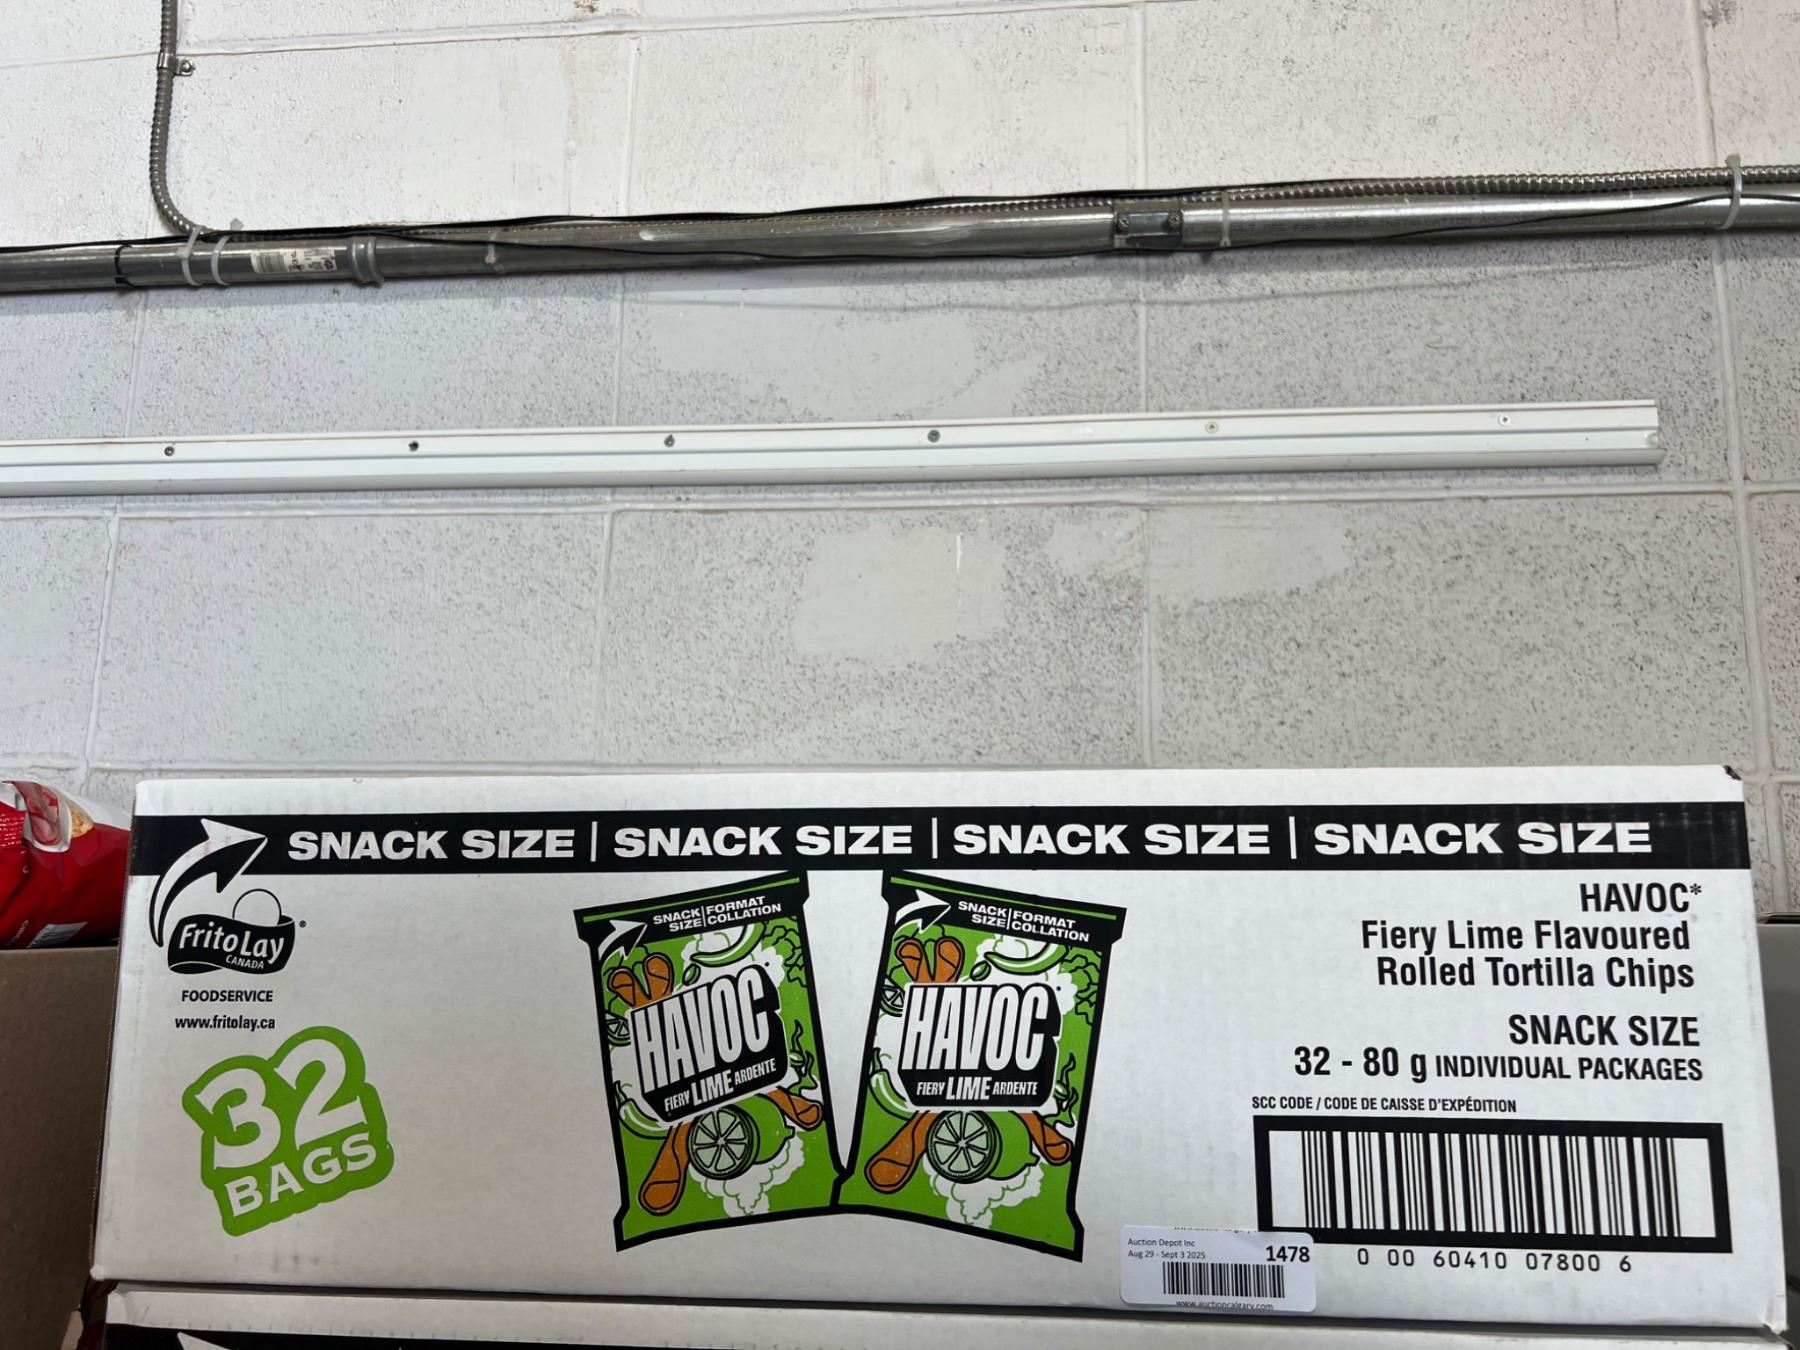 SNACK SIZE | SNACK SIZE | SNACK SIZE | SNACK SIZE
FritoLay
CANADA
FOODSERVICE
www.fritolay.ca
32
BAGS
SNACK SIZE | FORMAT COLLATION
HAVOC
FIERY LIME ARDENTE
SNACK SIZE | FORMAT COLLATION
HAVOC
FIERY LIME ARDENTE
HAVOC*
Fiery Lime Flavoured
Rolled Tortilla Chips
SNACK SIZE
32 - 80 g INDIVIDUAL PACKAGES
SCC CODE / CODE DE CAISSE D'EXPÉDITION
0 00 60410 07800 6
Auction Depot Inc
Aug 29 - Sept 3 2025
1478
www.auctioncalgary.com